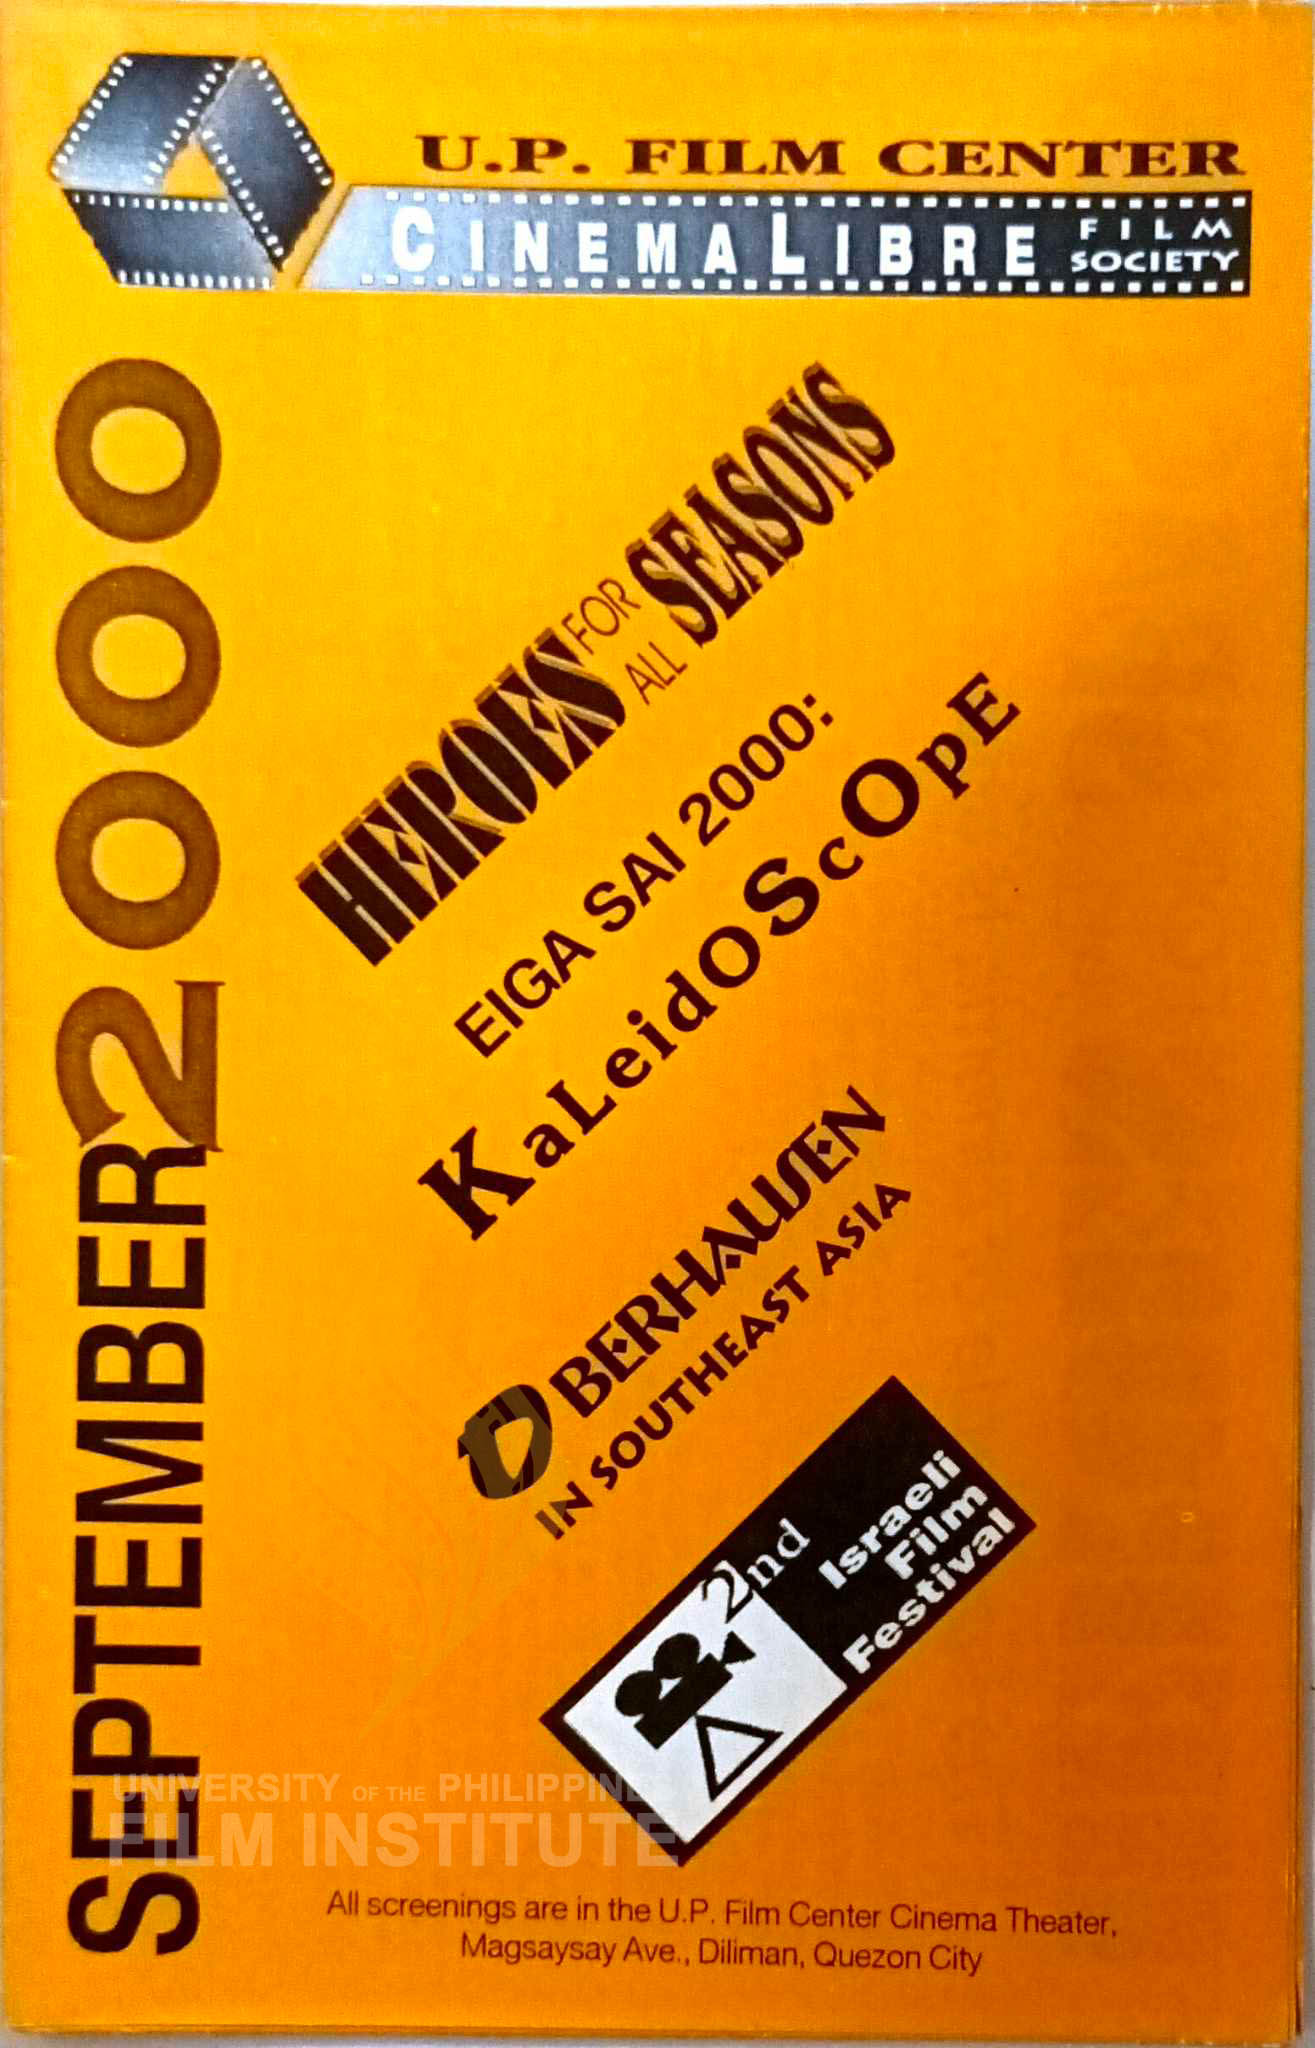 U.P. FILM CENTER
CINEMALIBRE FILM SOCIETY
SEPTEMBER 2000
HEROES FOR ALL SEASONS
EIGA SAI 2000:
KaLeidOScOpE
OBERHAUSEN
IN SOUTHEAST ASIA
2nd
Israeli
Film
Festival
UNIVERSITY OF THE PHILIPPINES
FILM INSTITUTE
All screenings are in the U.P. Film Center Cinema Theater,
Magsaysay Ave., Diliman, Quezon City